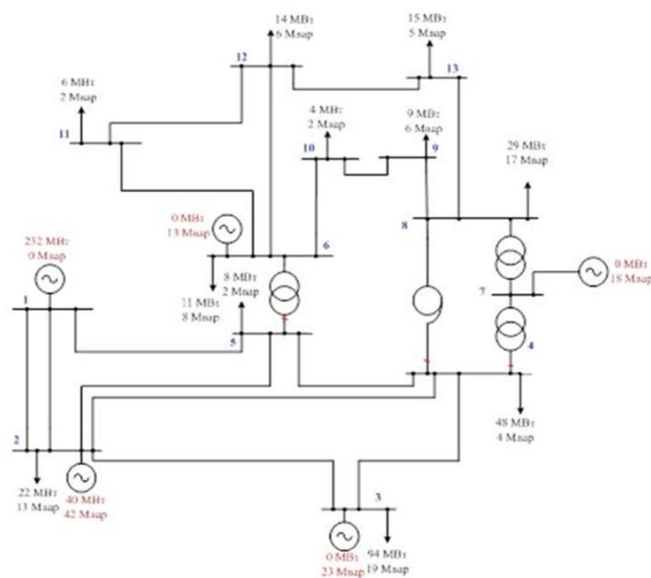 14 МВт
6 Мвар
12
15 МВт
5 Мвар
13
6 МВт
2 Мвар
11
4 МВт
2 Мвар
10
9 МВт
6 Мвар
9
29 МВт
17 Мвар
8
0 МВт
13 Мвар
6
232 МВт
0 Мвар
1
8 МВт
2 Мвар
11 МВт
8 Мвар
5
7
0 МВт
18 Мвар
4
48 МВт
4 Мвар
2
22 МВт
13 Мвар
40 МВт
42 Мвар
3
0 МВт
23 Мвар
94 МВт
19 Мвар